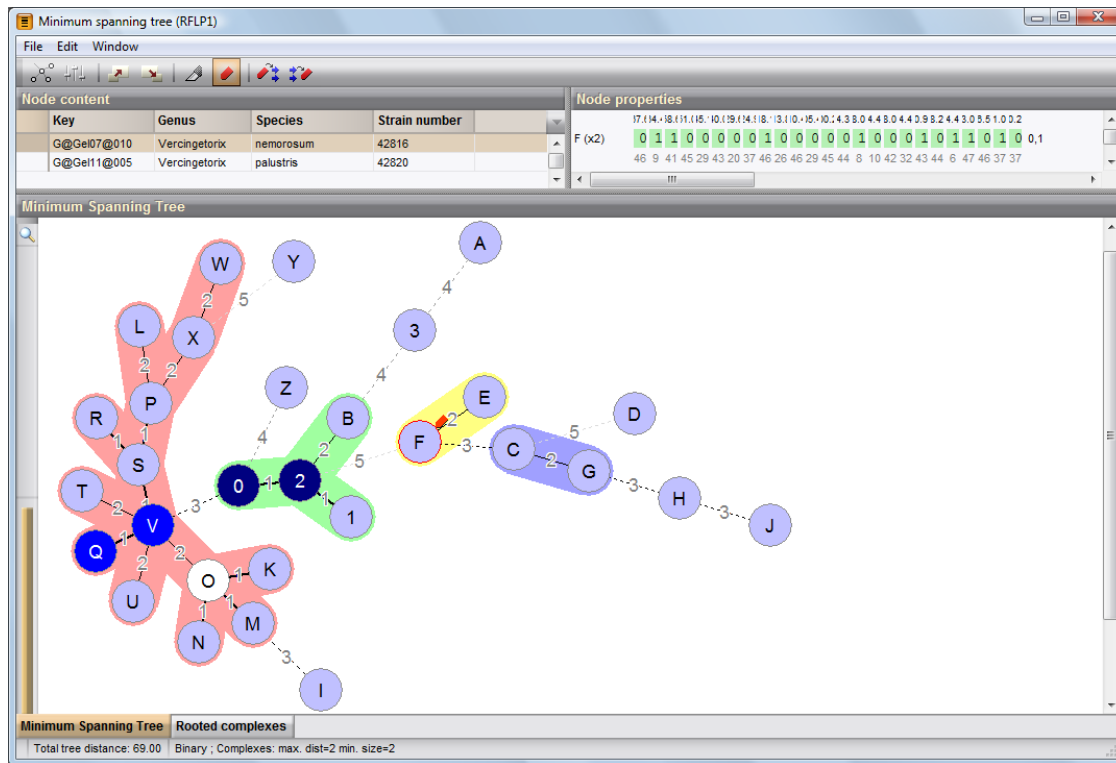 Minimum spanning tree (RFLP1)
File Edit Window
Node content
Node properties
Key Genus Species Strain number
G@Gel07@010 Vercingetorix nemorosum 42816
G@Gel11@005 Vercingetorix palustris 42820
F (x2) 0 1 1 0 0 0 0 0 1 0 0 0 0 0 1 0 0 0 1 0 1 1 0 1 0 0,1
46 9 41 45 29 43 20 37 46 26 46 29 45 44 8 10 42 32 43 44 6 47 46 37 37
Minimum Spanning Tree
A
W
Y
2
5
4
L
X
3
2
2
4
Z
P
E
R
B
D
2
1
1
4
F
5
2
3
C
S
5
2
G
0
1
2
T
1
2
3
3
H
1
1
V
3
J
Q
1
2
2
O
1
K
U
1
1
M
N
3
I
Minimum Spanning Tree Rooted complexes
Total tree distance: 69.00 Binary ; Complexes: max. dist=2 min. size=2